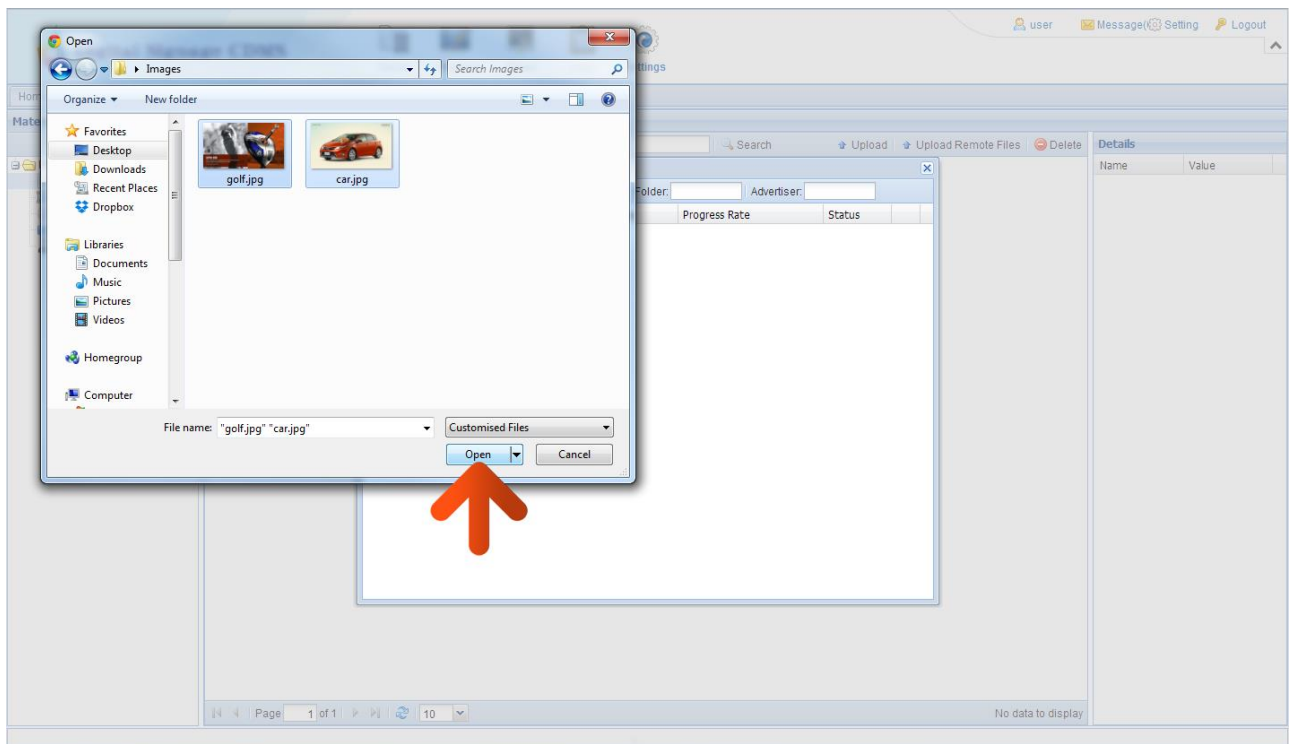 user Message( Setting Logout
Open
CDMS
Images
Search Images
ttings
Hom
Organize New folder
Mate
Favorites
Desktop
Downloads
Recent Places
Dropbox
Libraries
Documents
Music
Pictures
Videos
Homegroup
Computer
golf.jpg car.jpg
File name: "golf.jpg" "car.jpg" Customised Files
Open Cancel
Search Upload Upload Remote Files Delete
Folder: Advertiser:
Progress Rate Status
Details
Name Value
Page 1 of 1 10 No data to display